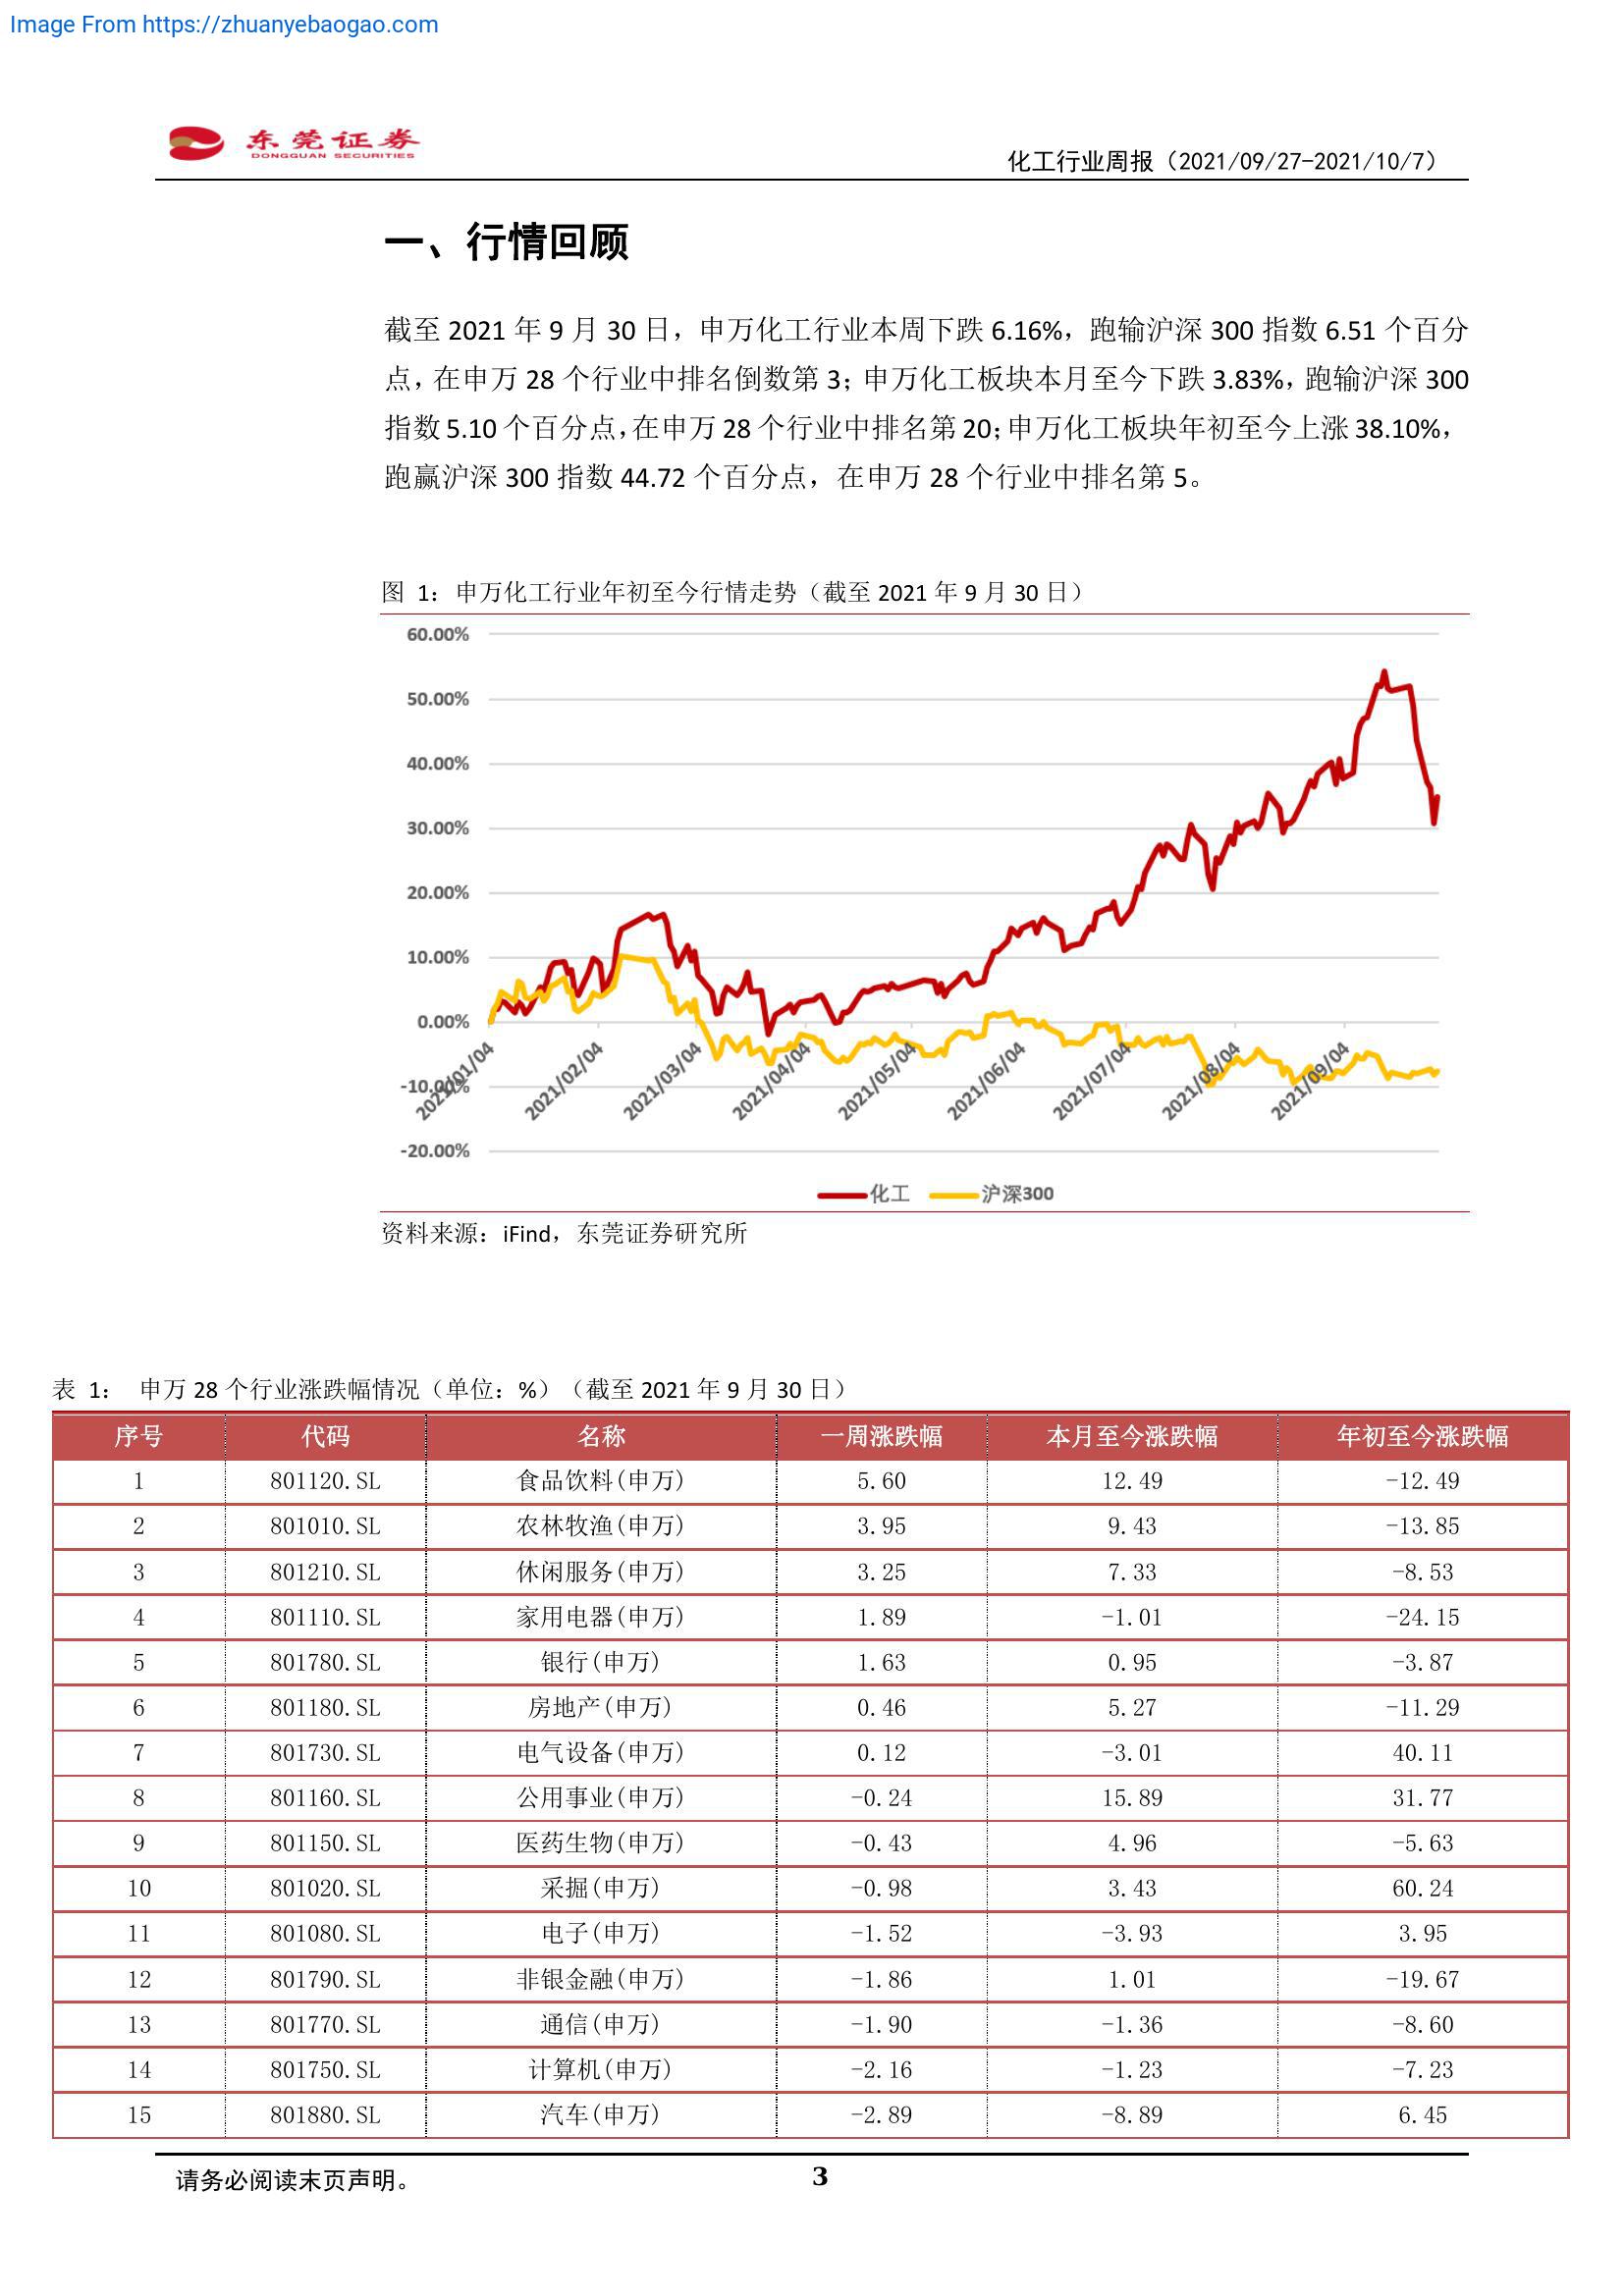 Image From https://zhuanyebaogao.com
东莞证券
DONGGUAN SECURITIES
化工行业周报（2021/09/27-2021/10/7）
一、行情回顾
截至 2021 年 9 月 30 日，申万化工行业本周下跌 6.16%，跑输沪深 300 指数 6.51 个百分
点，在申万 28 个行业中排名倒数第 3；申万化工板块本月至今下跌 3.83%，跑输沪深 300
指数 5.10 个百分点，在申万 28 个行业中排名第 20；申万化工板块年初至今上涨 38.10%，
跑赢沪深 300 指数 44.72 个百分点，在申万 28 个行业中排名第 5。
图 1：申万化工行业年初至今行情走势（截至 2021 年 9 月 30 日）
60.00%
50.00%
40.00%
30.00%
20.00%
10.00%
0.00%
-10.00%
-20.00%
2021/01/04 2021/02/04 2021/03/04 2021/04/04 2021/05/04 2021/06/04 2021/07/04 2021/08/04 2021/09/04
化工 沪深300
资料来源：iFind，东莞证券研究所
表 1： 申万 28 个行业涨跌幅情况（单位：%）（截至 2021 年 9 月 30 日）
序号 代码 名称 一周涨跌幅 本月至今涨跌幅 年初至今涨跌幅
1 801120.SL 食品饮料(申万) 5.60 12.49 -12.49
2 801010.SL 农林牧渔(申万) 3.95 9.43 -13.85
3 801210.SL 休闲服务(申万) 3.25 7.33 -8.53
4 801110.SL 家用电器(申万) 1.89 -1.01 -24.15
5 801780.SL 银行(申万) 1.63 0.95 -3.87
6 801180.SL 房地产(申万) 0.46 5.27 -11.29
7 801730.SL 电气设备(申万) 0.12 -3.01 40.11
8 801160.SL 公用事业(申万) -0.24 15.89 31.77
9 801150.SL 医药生物(申万) -0.43 4.96 -5.63
10 801020.SL 采掘(申万) -0.98 3.43 60.24
11 801080.SL 电子(申万) -1.52 -3.93 3.95
12 801790.SL 非银金融(申万) -1.86 1.01 -19.67
13 801770.SL 通信(申万) -1.90 -1.36 -8.60
14 801750.SL 计算机(申万) -2.16 -1.23 -7.23
15 801880.SL 汽车(申万) -2.89 -8.89 6.45
请务必阅读末页声明。
3